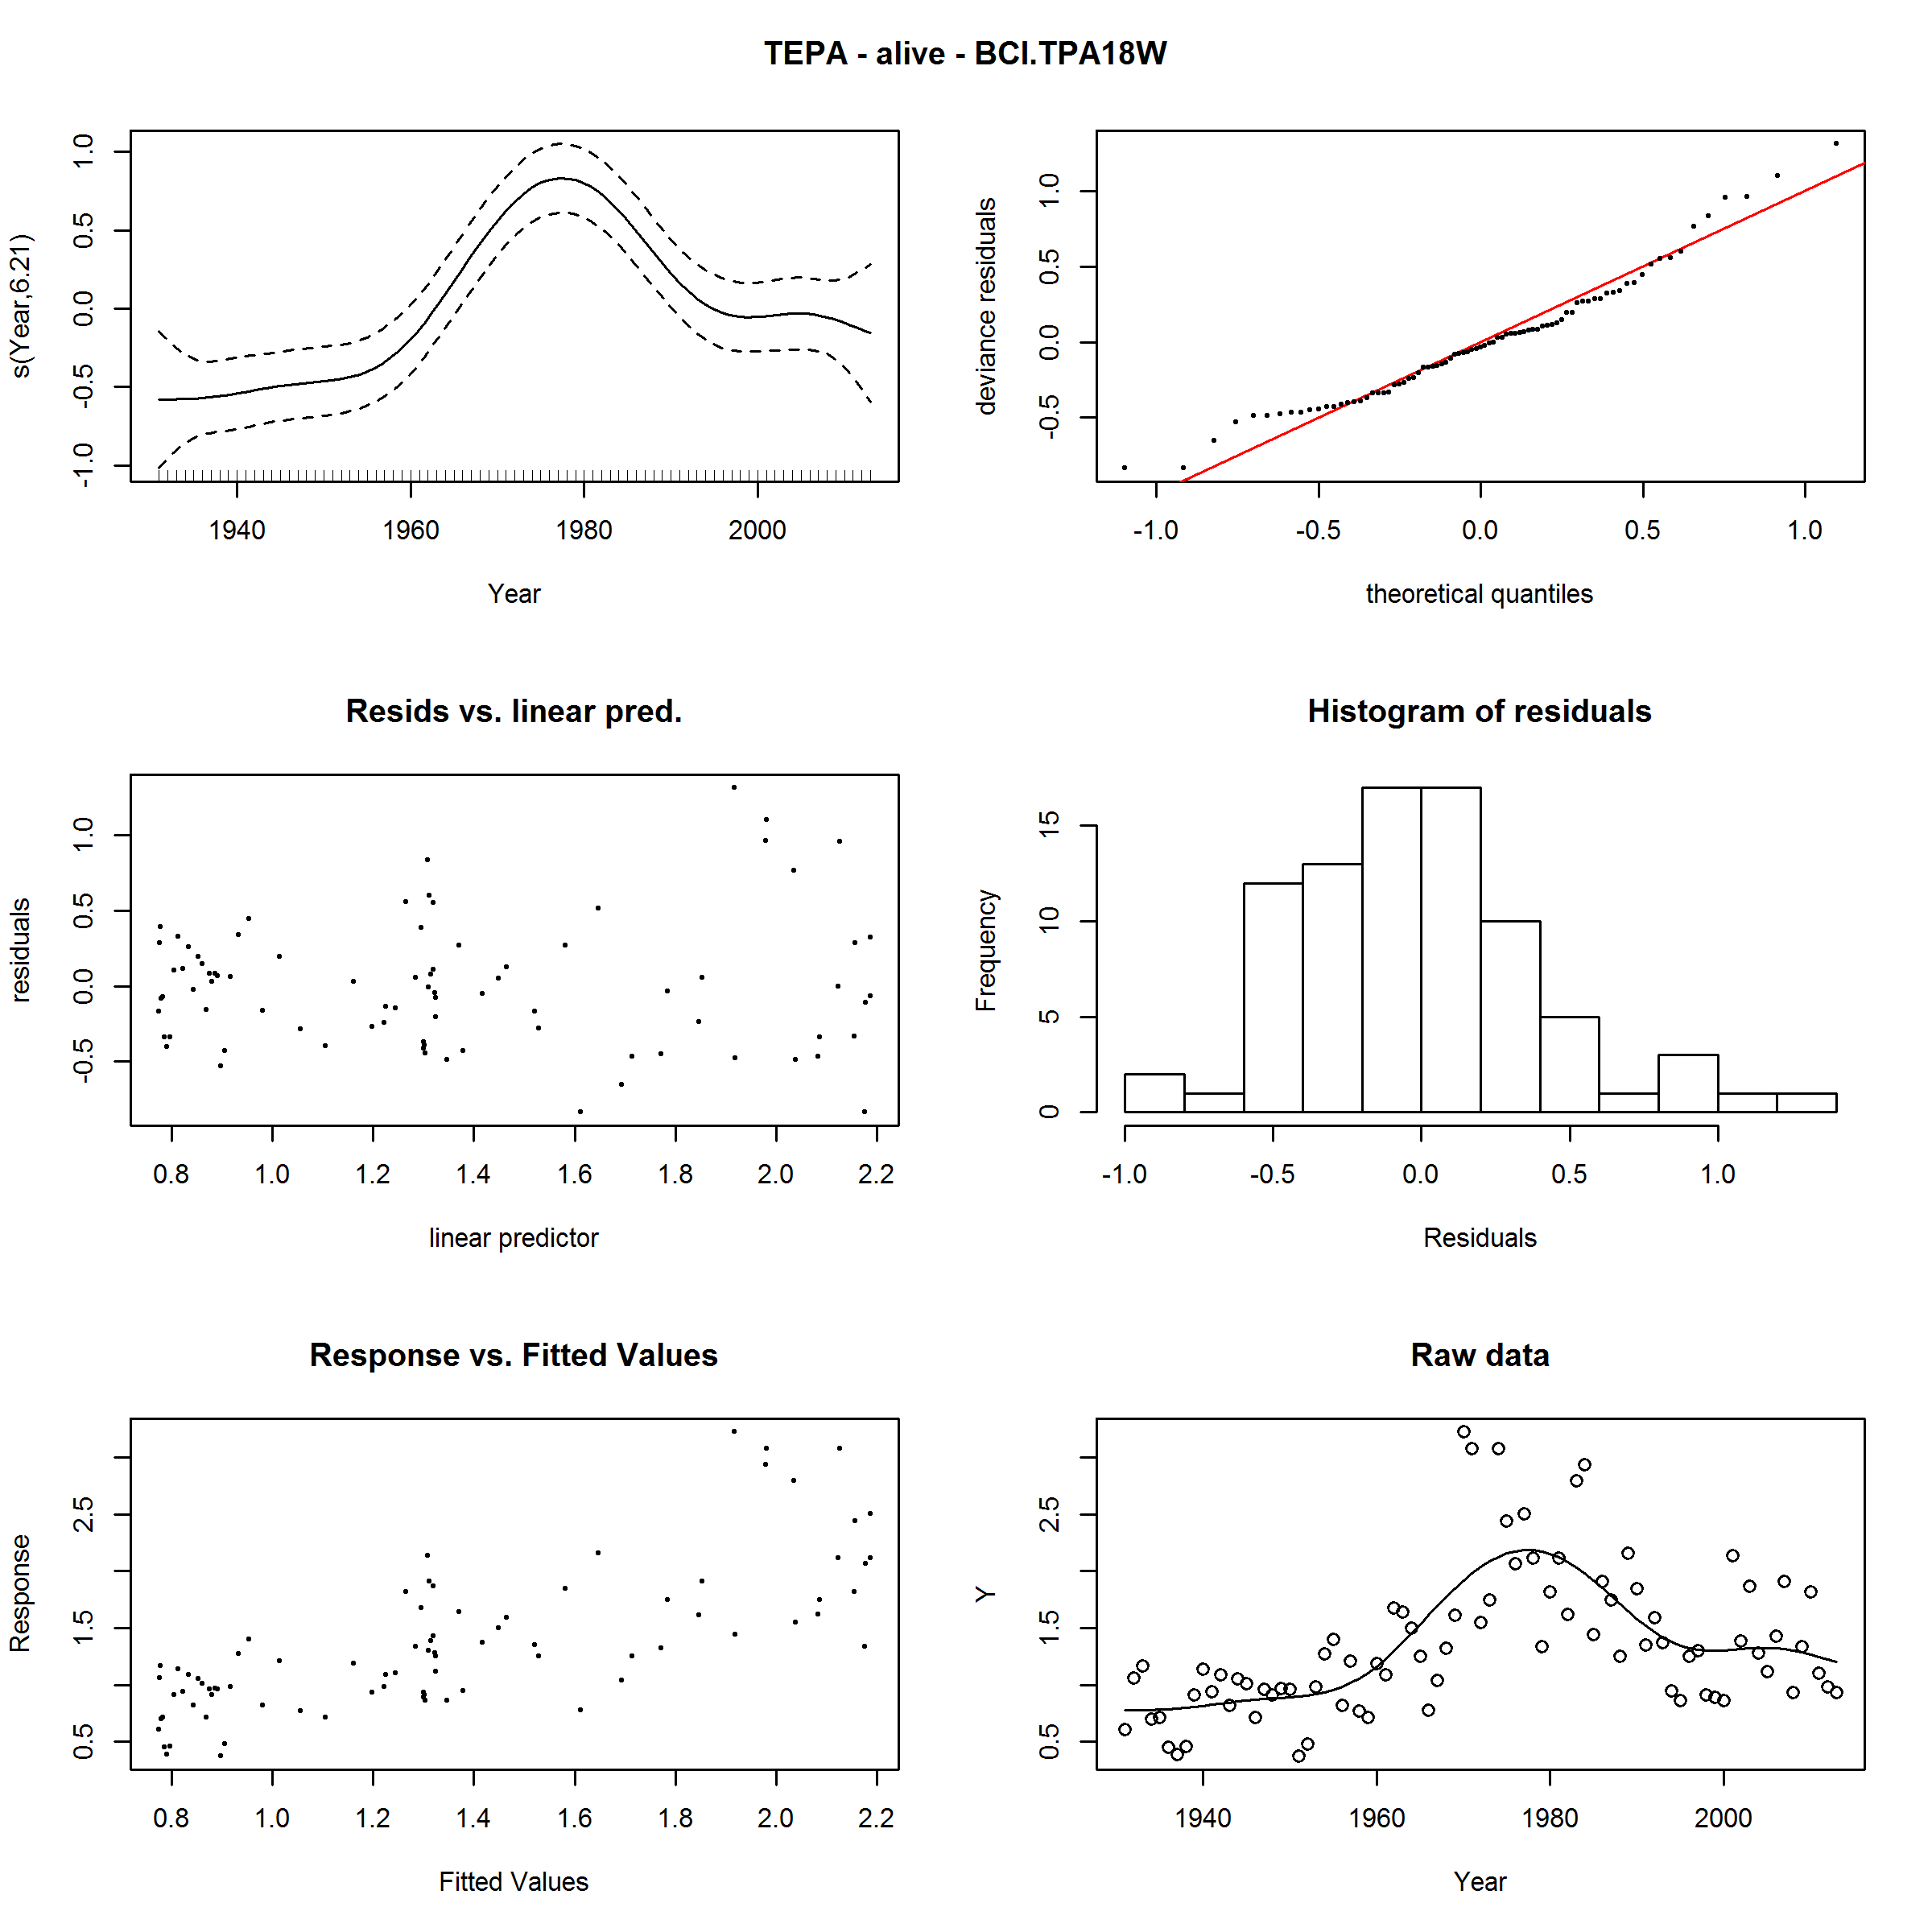 TEPA - alive - BCI.TPA18W
s(Year,6.21)
-1.0 -0.5 0.0 0.5 1.0
1940 1960 1980 2000
Year
deviance residuals
-0.5 0.0 0.5 1.0
-1.0 -0.5 0.0 0.5 1.0
theoretical quantiles
Resids vs. linear pred.
residuals
-0.5 0.0 0.5 1.0
0.8 1.0 1.2 1.4 1.6 1.8 2.0 2.2
linear predictor
Histogram of residuals
Frequency
0 5 10 15
-1.0 -0.5 0.0 0.5 1.0
Residuals
Response vs. Fitted Values
Response
0.5 1.5 2.5
0.8 1.0 1.2 1.4 1.6 1.8 2.0 2.2
Fitted Values
Raw data
Y
0.5 1.5 2.5
1940 1960 1980 2000
Year